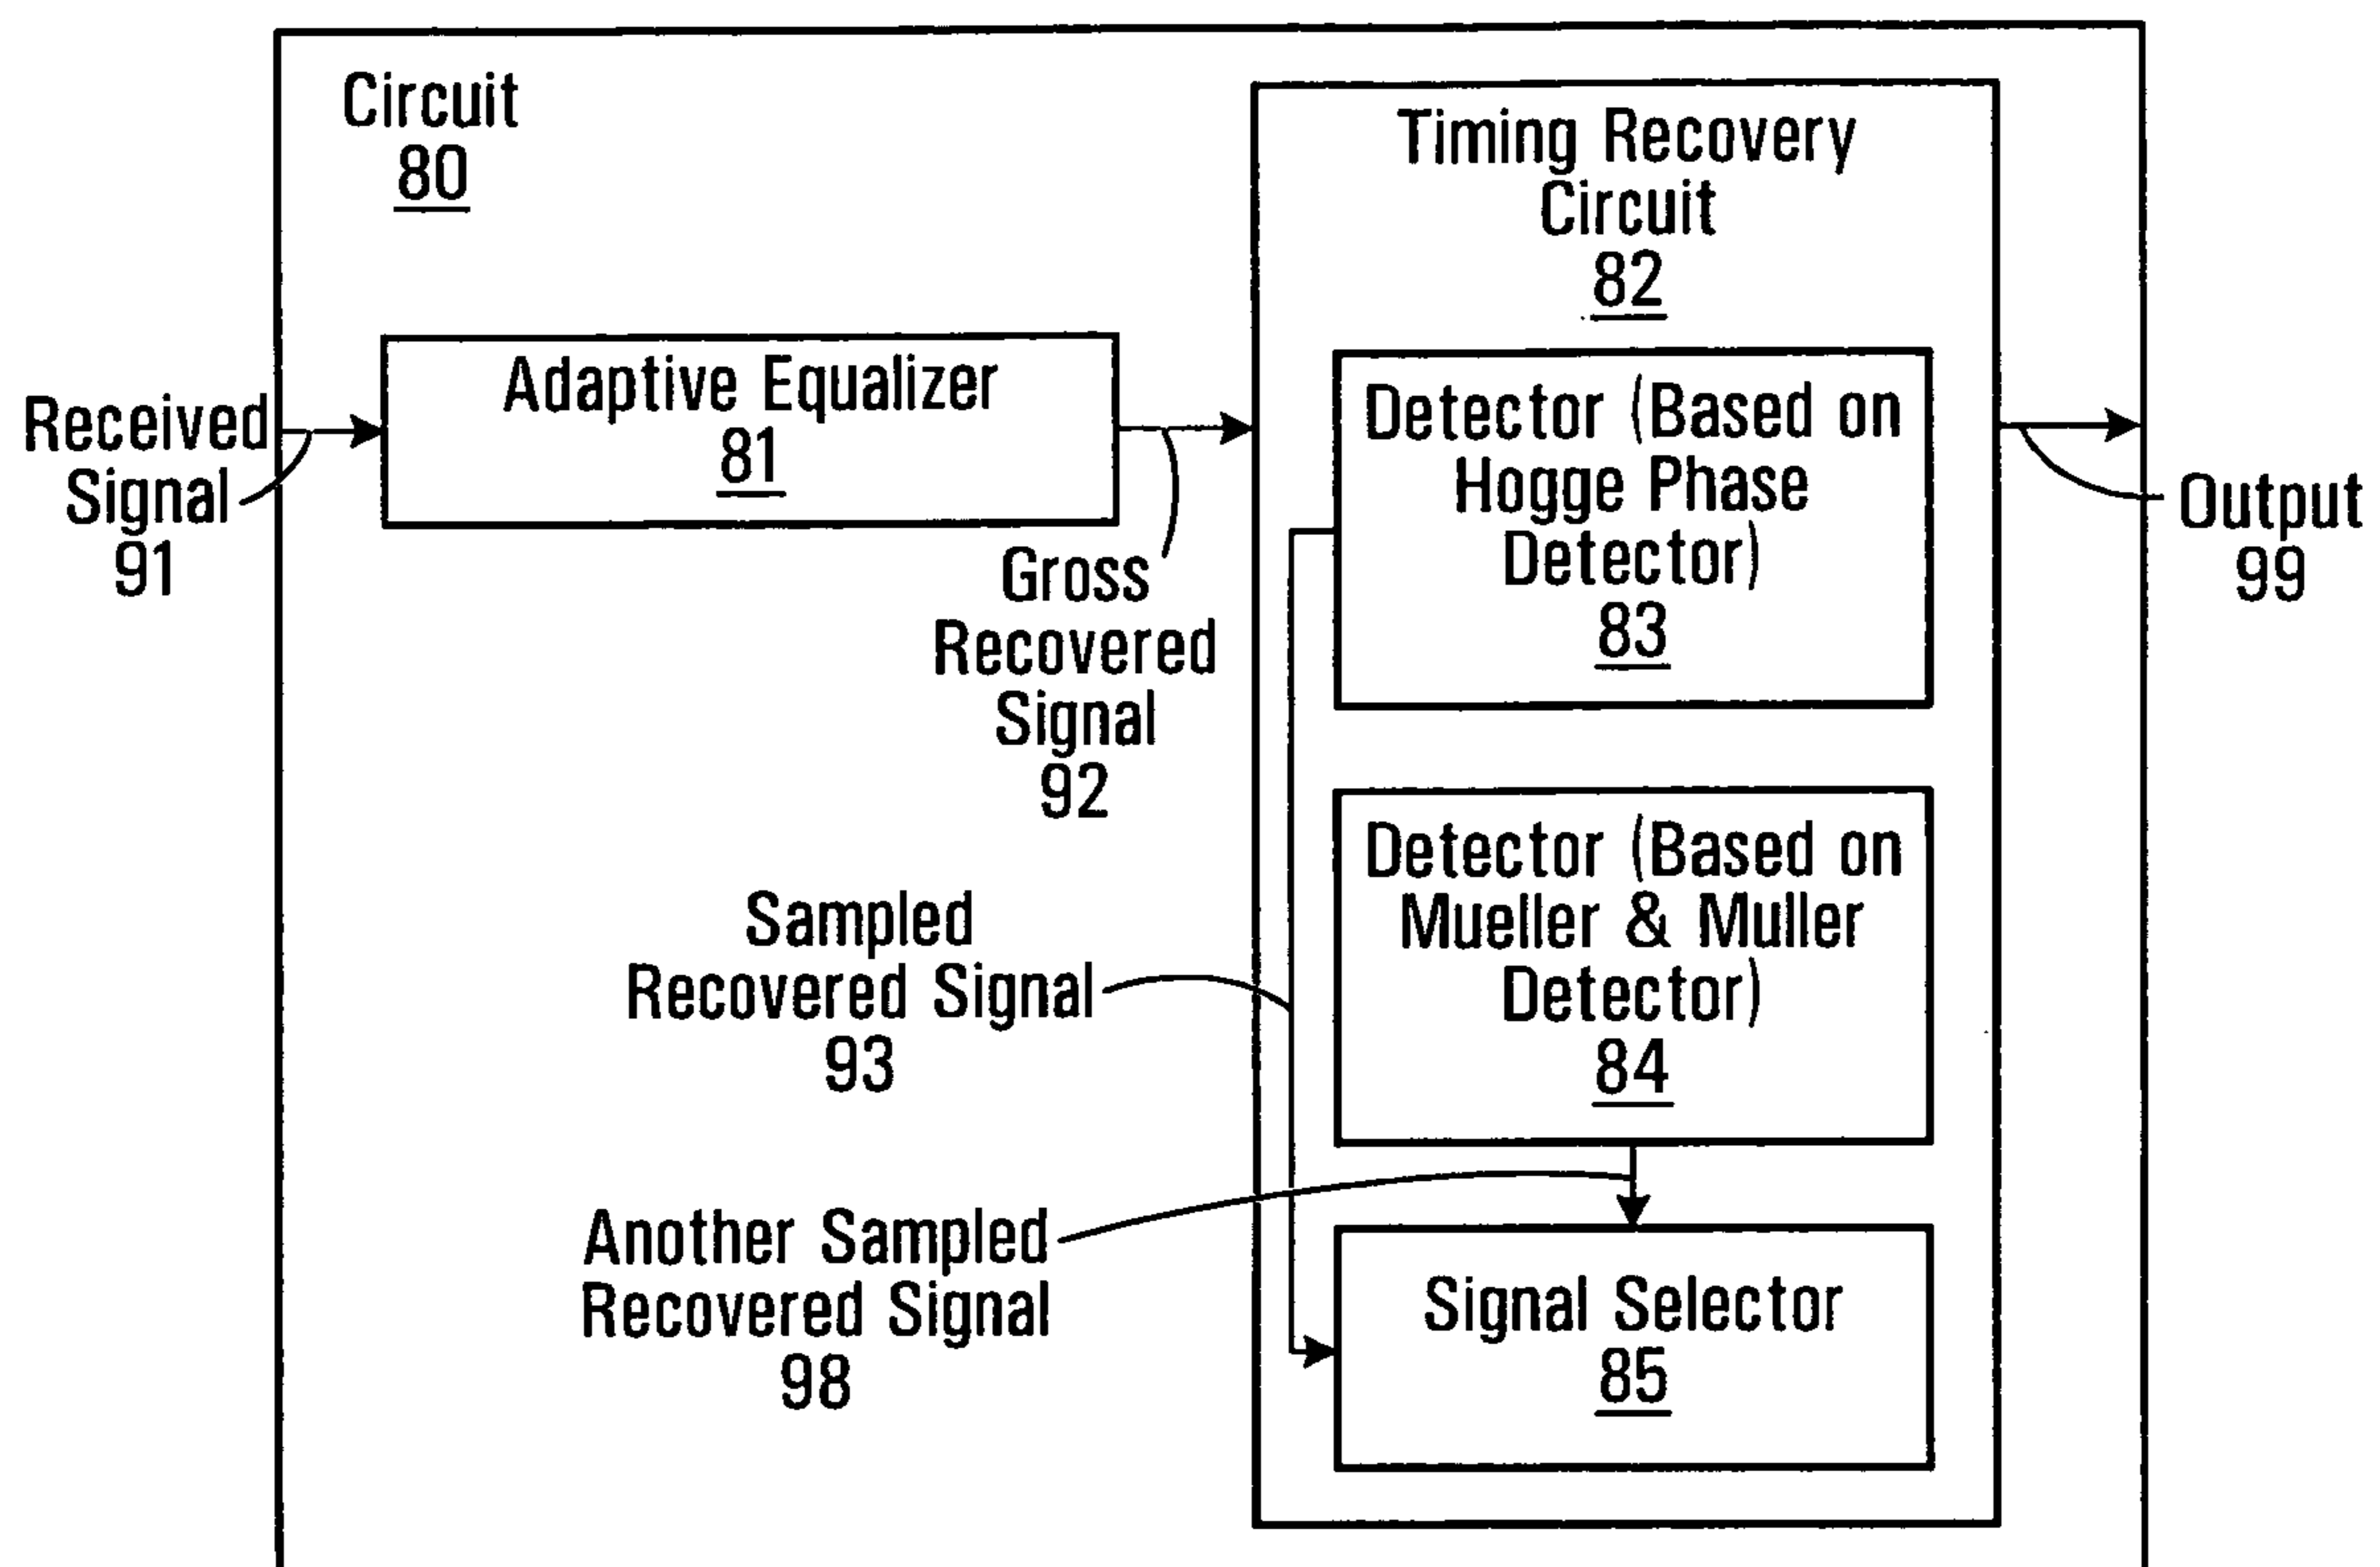 Circuit
80
Timing Recovery
Circuit
82
Adaptive Equalizer
81
Received
Signal
91
Gross
Recovered
Signal
92
Detector (Based on
Hogge Phase
Detector)
83
Output
99
Sampled
Recovered Signal
93
Detector (Based on
Mueller & Muller
Detector)
84
Another Sampled
Recovered Signal
98
Signal Selector
85